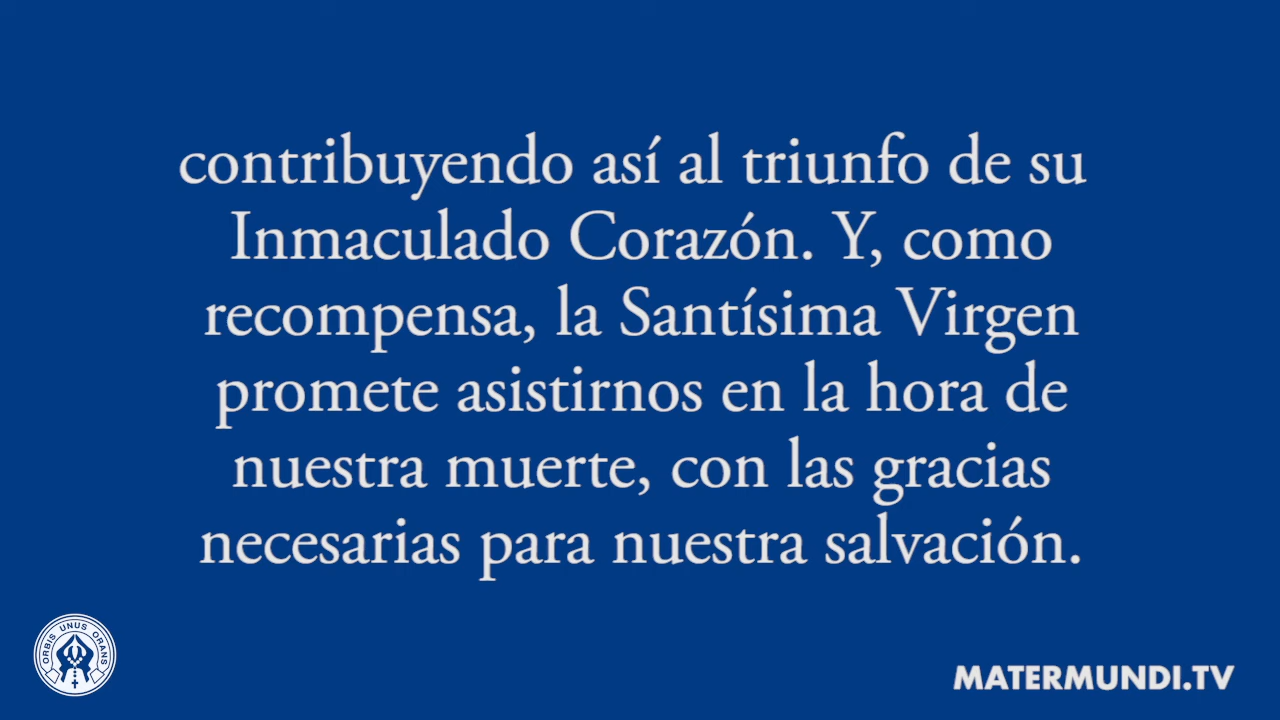 contribuyendo así al triunfo de su
Inmaculado Corazón. Y, como
recompensa, la Santísima Virgen
promete asistirnos en la hora de
nuestra muerte, con las gracias
necesarias para nuestra salvación.
ORBIS UNUS ORANS
MATERMUNDI.TV